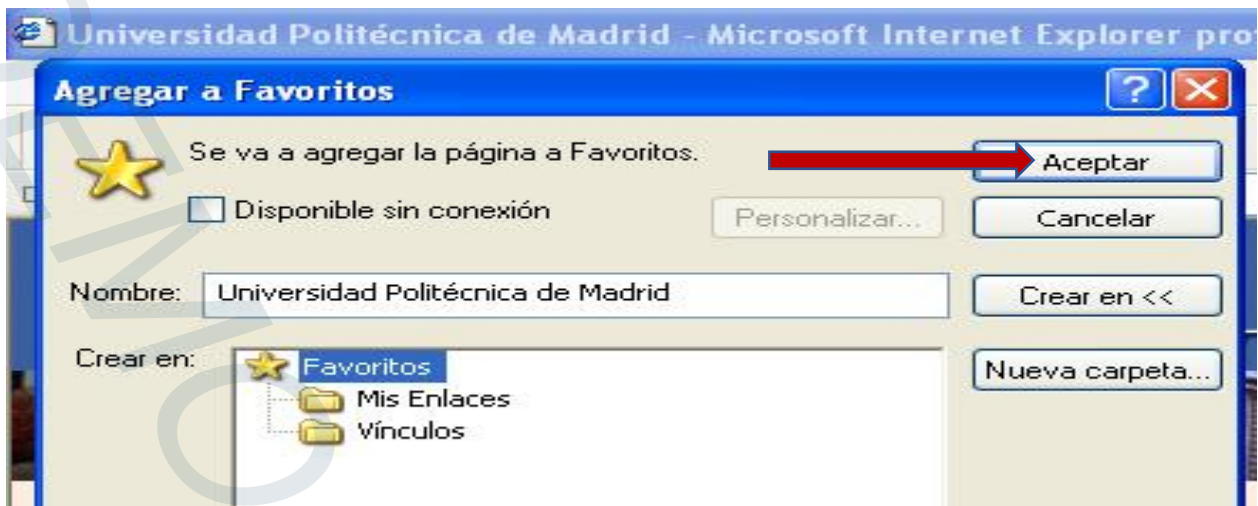 Universidad Politécnica de Madrid - Microsoft Internet Explorer pro
Agregar a Favoritos
Se va a agregar la página a Favoritos.
Aceptar
Disponible sin conexión
Personalizar...
Cancelar
Nombre: Universidad Politécnica de Madrid
Crear en <<
Crear en:
Favoritos
Nueva carpeta...
Mis Enlaces
Vínculos